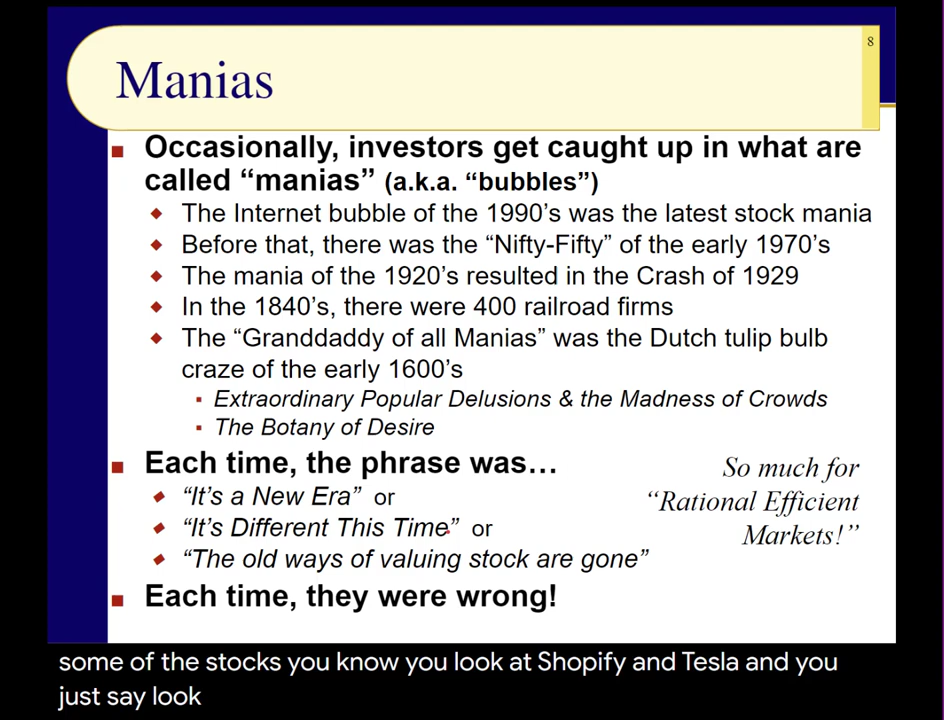 8
Manias
Occasionally, investors get caught up in what are
called “manias” (a.k.a. “bubbles”)
The Internet bubble of the 1990’s was the latest stock mania
Before that, there was the “Nifty-Fifty” of the early 1970’s
The mania of the 1920’s resulted in the Crash of 1929
In the 1840’s, there were 400 railroad firms
The “Granddaddy of all Manias” was the Dutch tulip bulb
craze of the early 1600’s
Extraordinary Popular Delusions & the Madness of Crowds
The Botany of Desire
Each time, the phrase was…
“It’s a New Era” or
“It’s Different This Time” or
“The old ways of valuing stock are gone”
So much for
“Rational Efficient
Markets!”
Each time, they were wrong!
some of the stocks you know you look at Shopify and Tesla and you
just say look